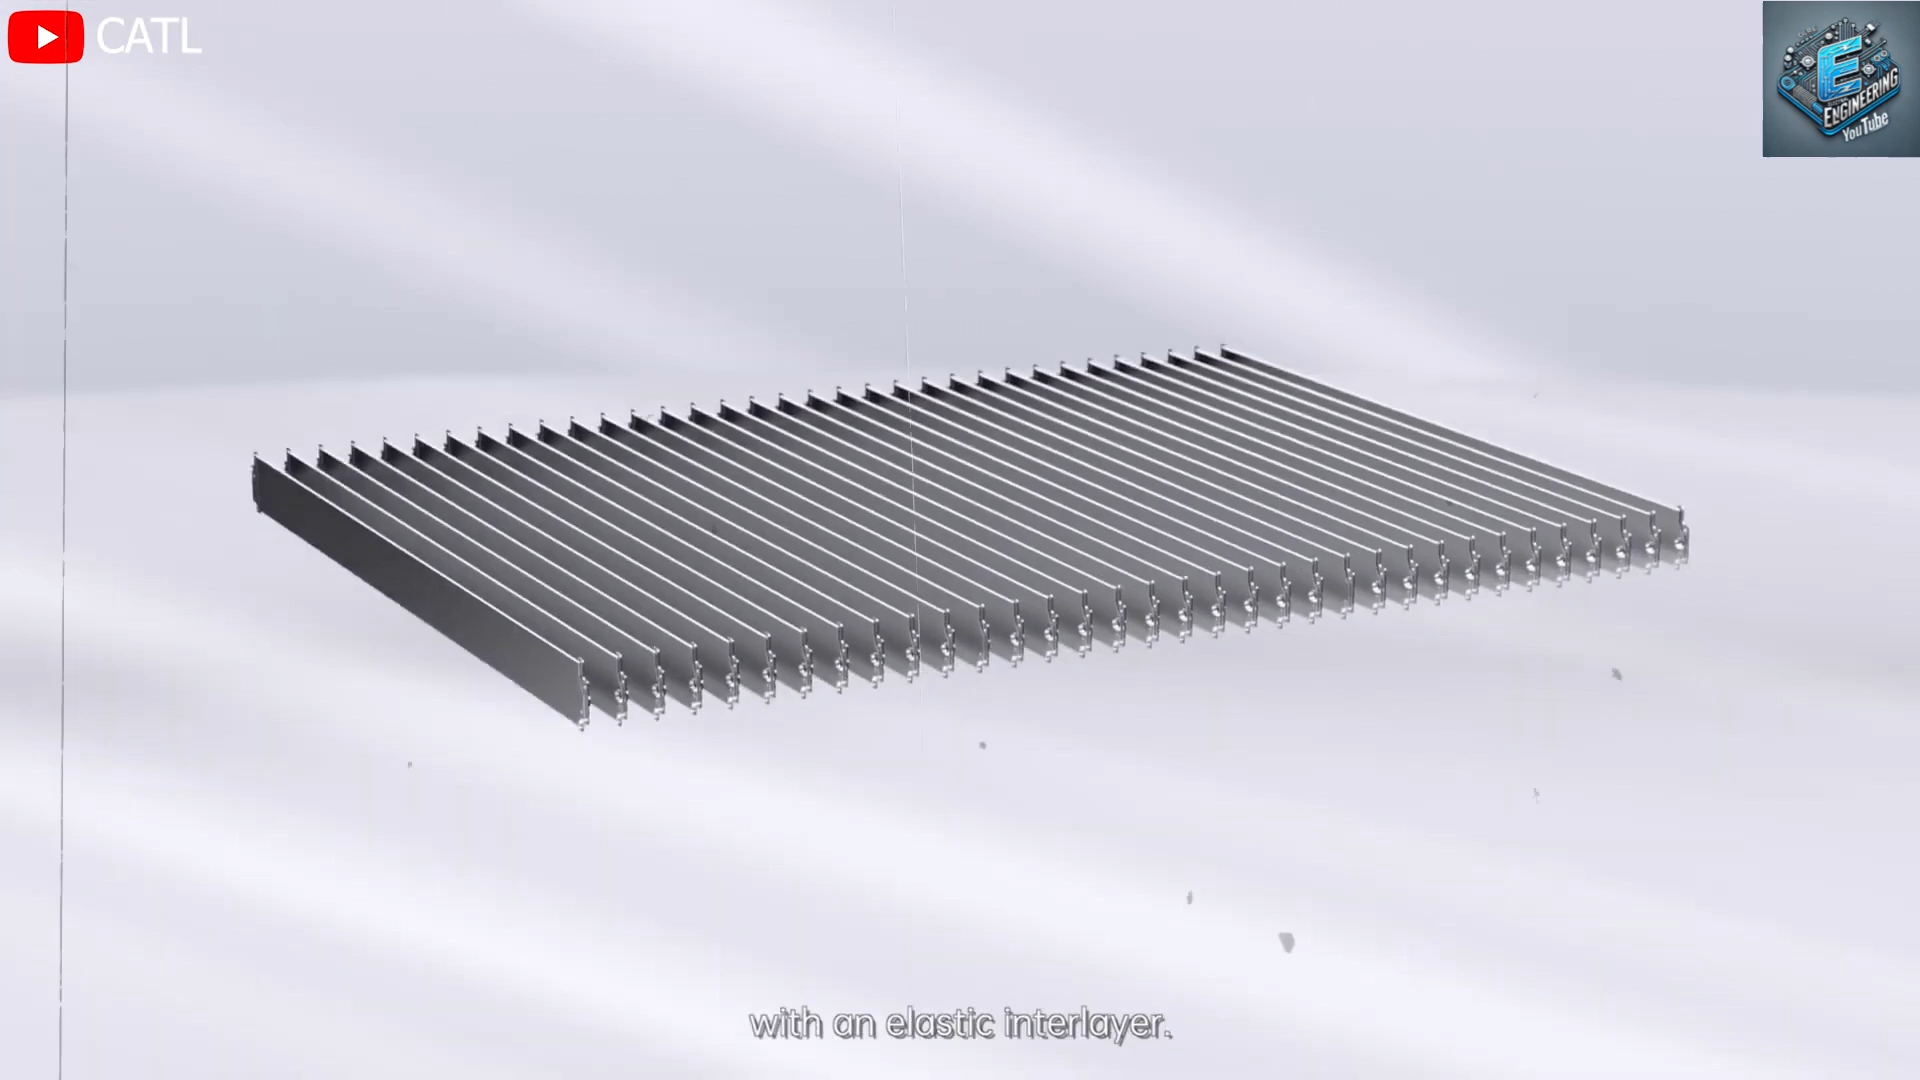 CATL
E
ENGINEERING
YouTube
with an elastic interlayer.